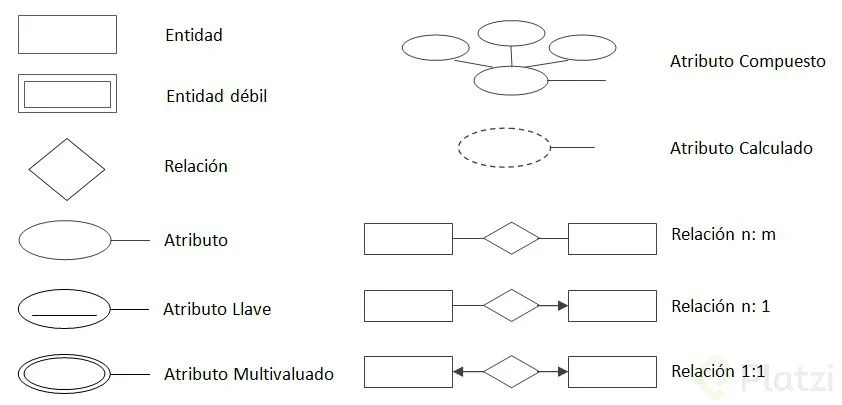 Entidad
Entidad débil
Relación
Atributo
Atributo Llave
Atributo Multivaluado
Atributo Compuesto
Atributo Calculado
Relación n: m
Relación n: 1
Relación 1:1
Platzi